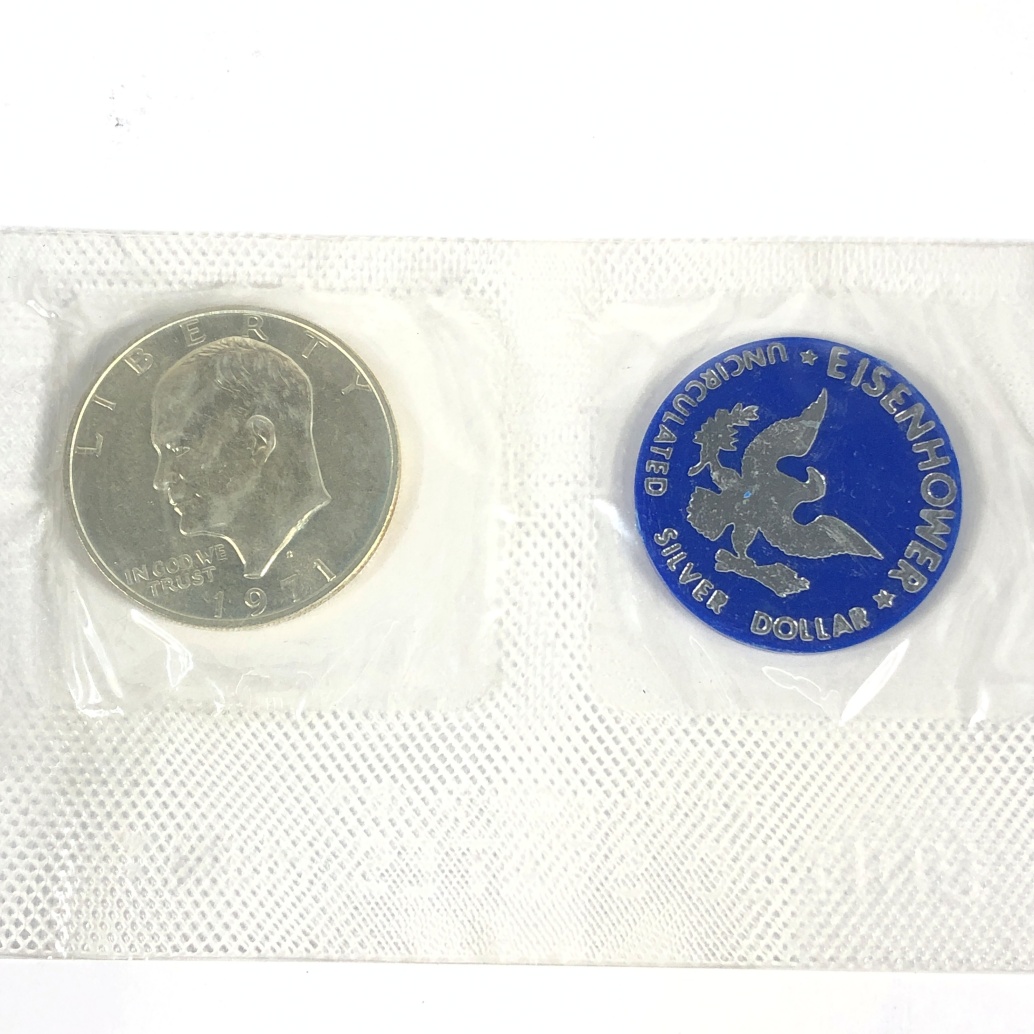 LIBERTY
IN GOD WE
TRUST
1971
EISENHOWER
UNCIRCULATED SILVER DOLLAR